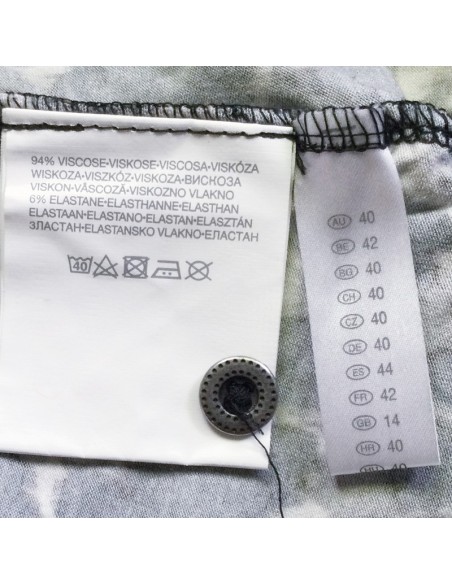 94% VISCOSE-VISKOSE-VISCOSA-VISKÓZA
WISKOZA-VISZKÓZ-VISKOZA-ВИСКОЗА
VISKON-VÂSCOZĂ-VISKOZNO VLAKNO
6% ELASTANE-ELASTHANNE-ELASTHAN
ELASTAAN-ELASTANO-ELASTAN-ELASZTÁN
ЗЛАСТАН-ELASTANSKO VLAKNO-ЕЛАСТАН
40
AU 40
BE 42
BG 40
CH 40
CZ 40
DE 40
ES 44
FR 42
GB 14
HR 40